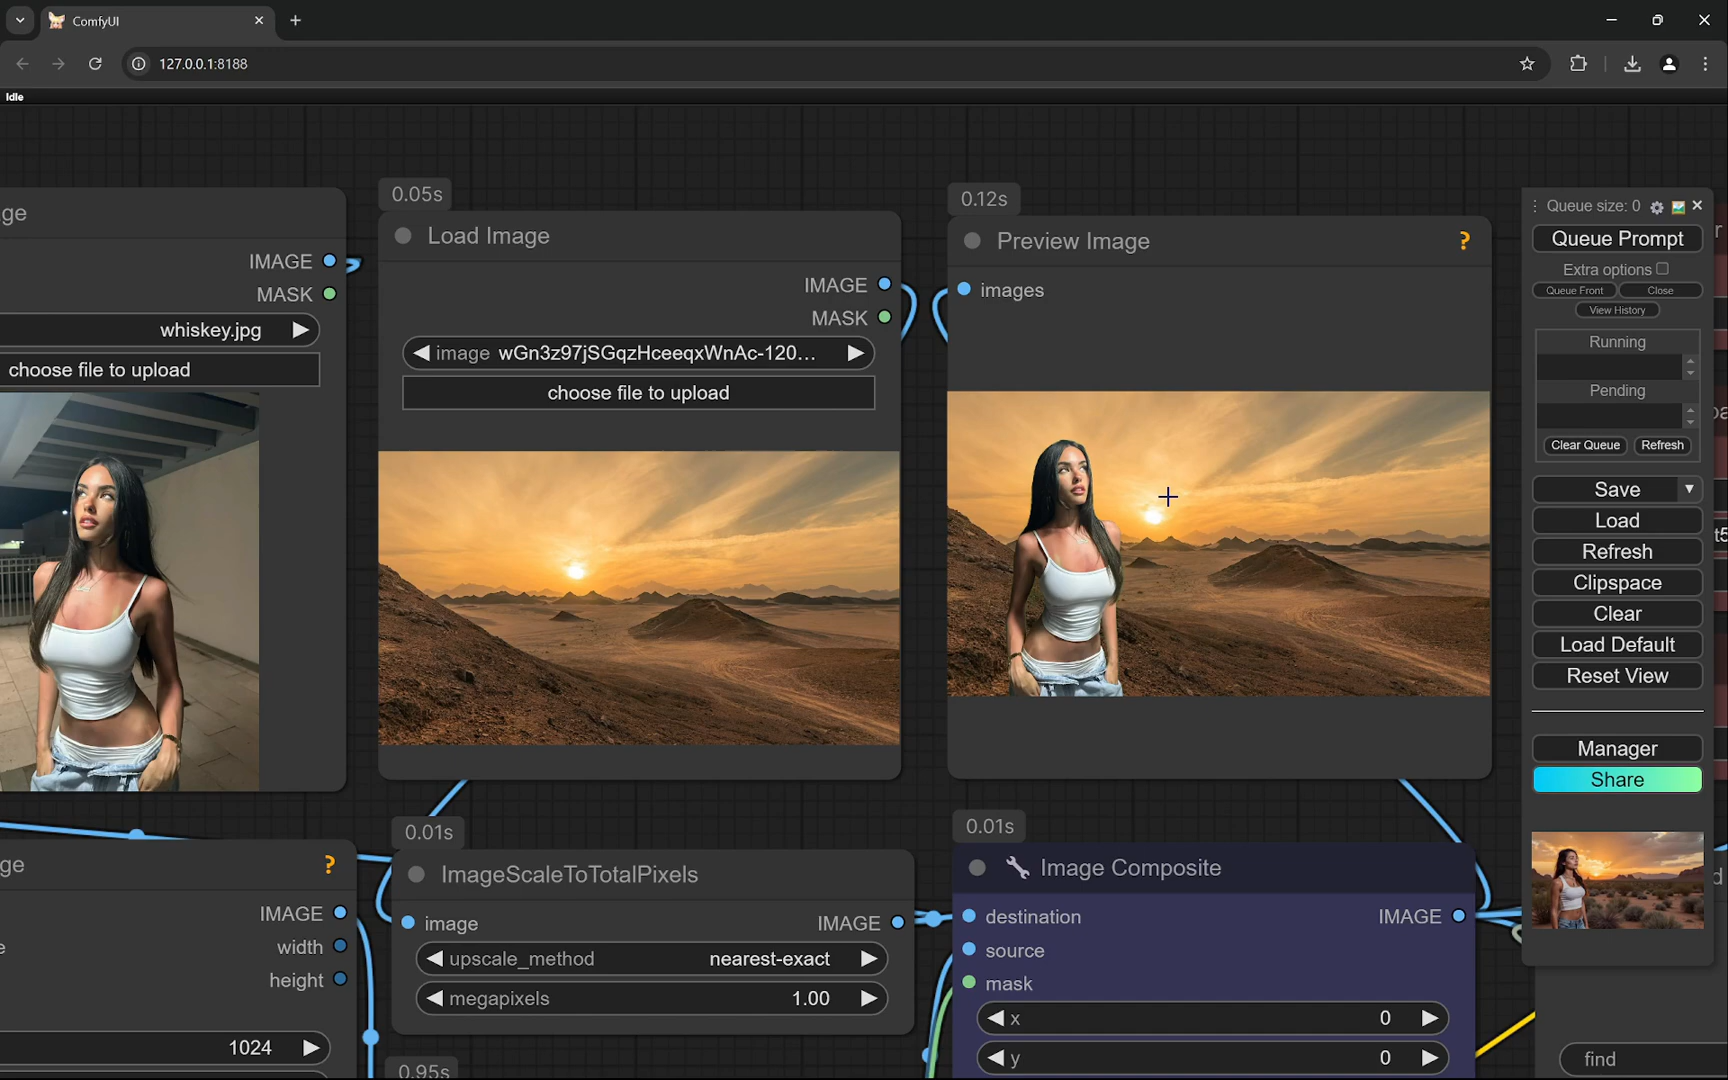 ComfyUI
127.0.0.1:8188
Idle
ge
IMAGE
MASK
whiskey.jpg
choose file to upload
0.05s
Load Image
IMAGE
MASK
image wGn3z97jSGqzHceeqxWnAc-120...
choose file to upload
0.12s
Preview Image ?
images
Queue size: 0
Queue Prompt
Extra options
Queue Front Close
View History
Running
Pending
Clear Queue Refresh
Save
Load
Refresh
Clipspace
Clear
Load Default
Reset View
Manager
Share
ge ?
IMAGE
width
e
height
1024
0.01s
ImageScaleToTotalPixels
image IMAGE
upscale_method nearest-exact
megapixels 1.00
0.95s
0.01s
Image Composite
destination IMAGE
source
mask
x 0
y 0
find
r
t5
d